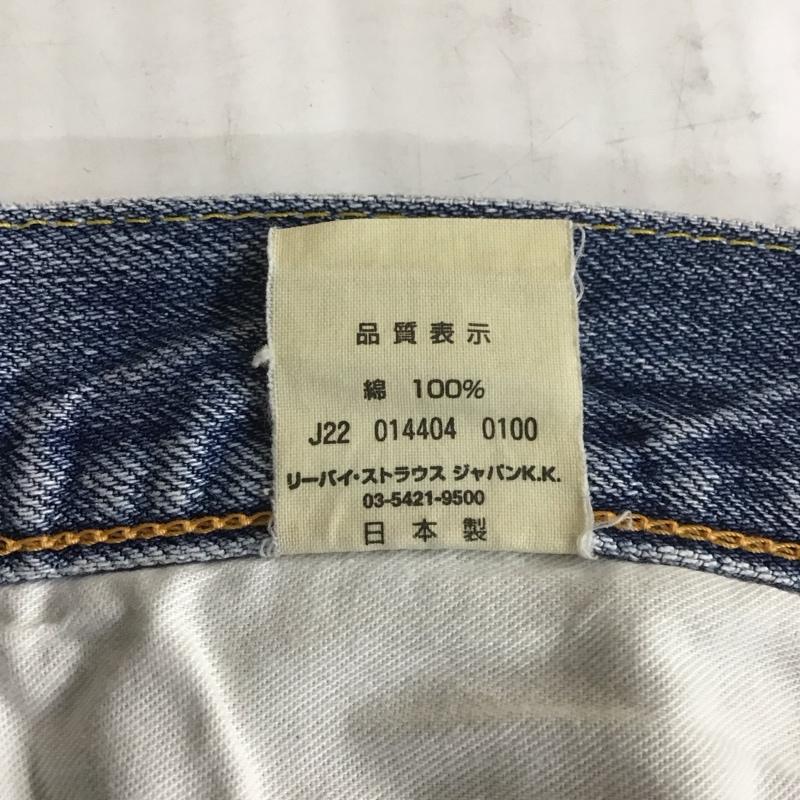 品質表示
綿 100%
J22 014404 0100
リーバイ・ストラウス ジャパンK.K.
03-5421-9500
日本製